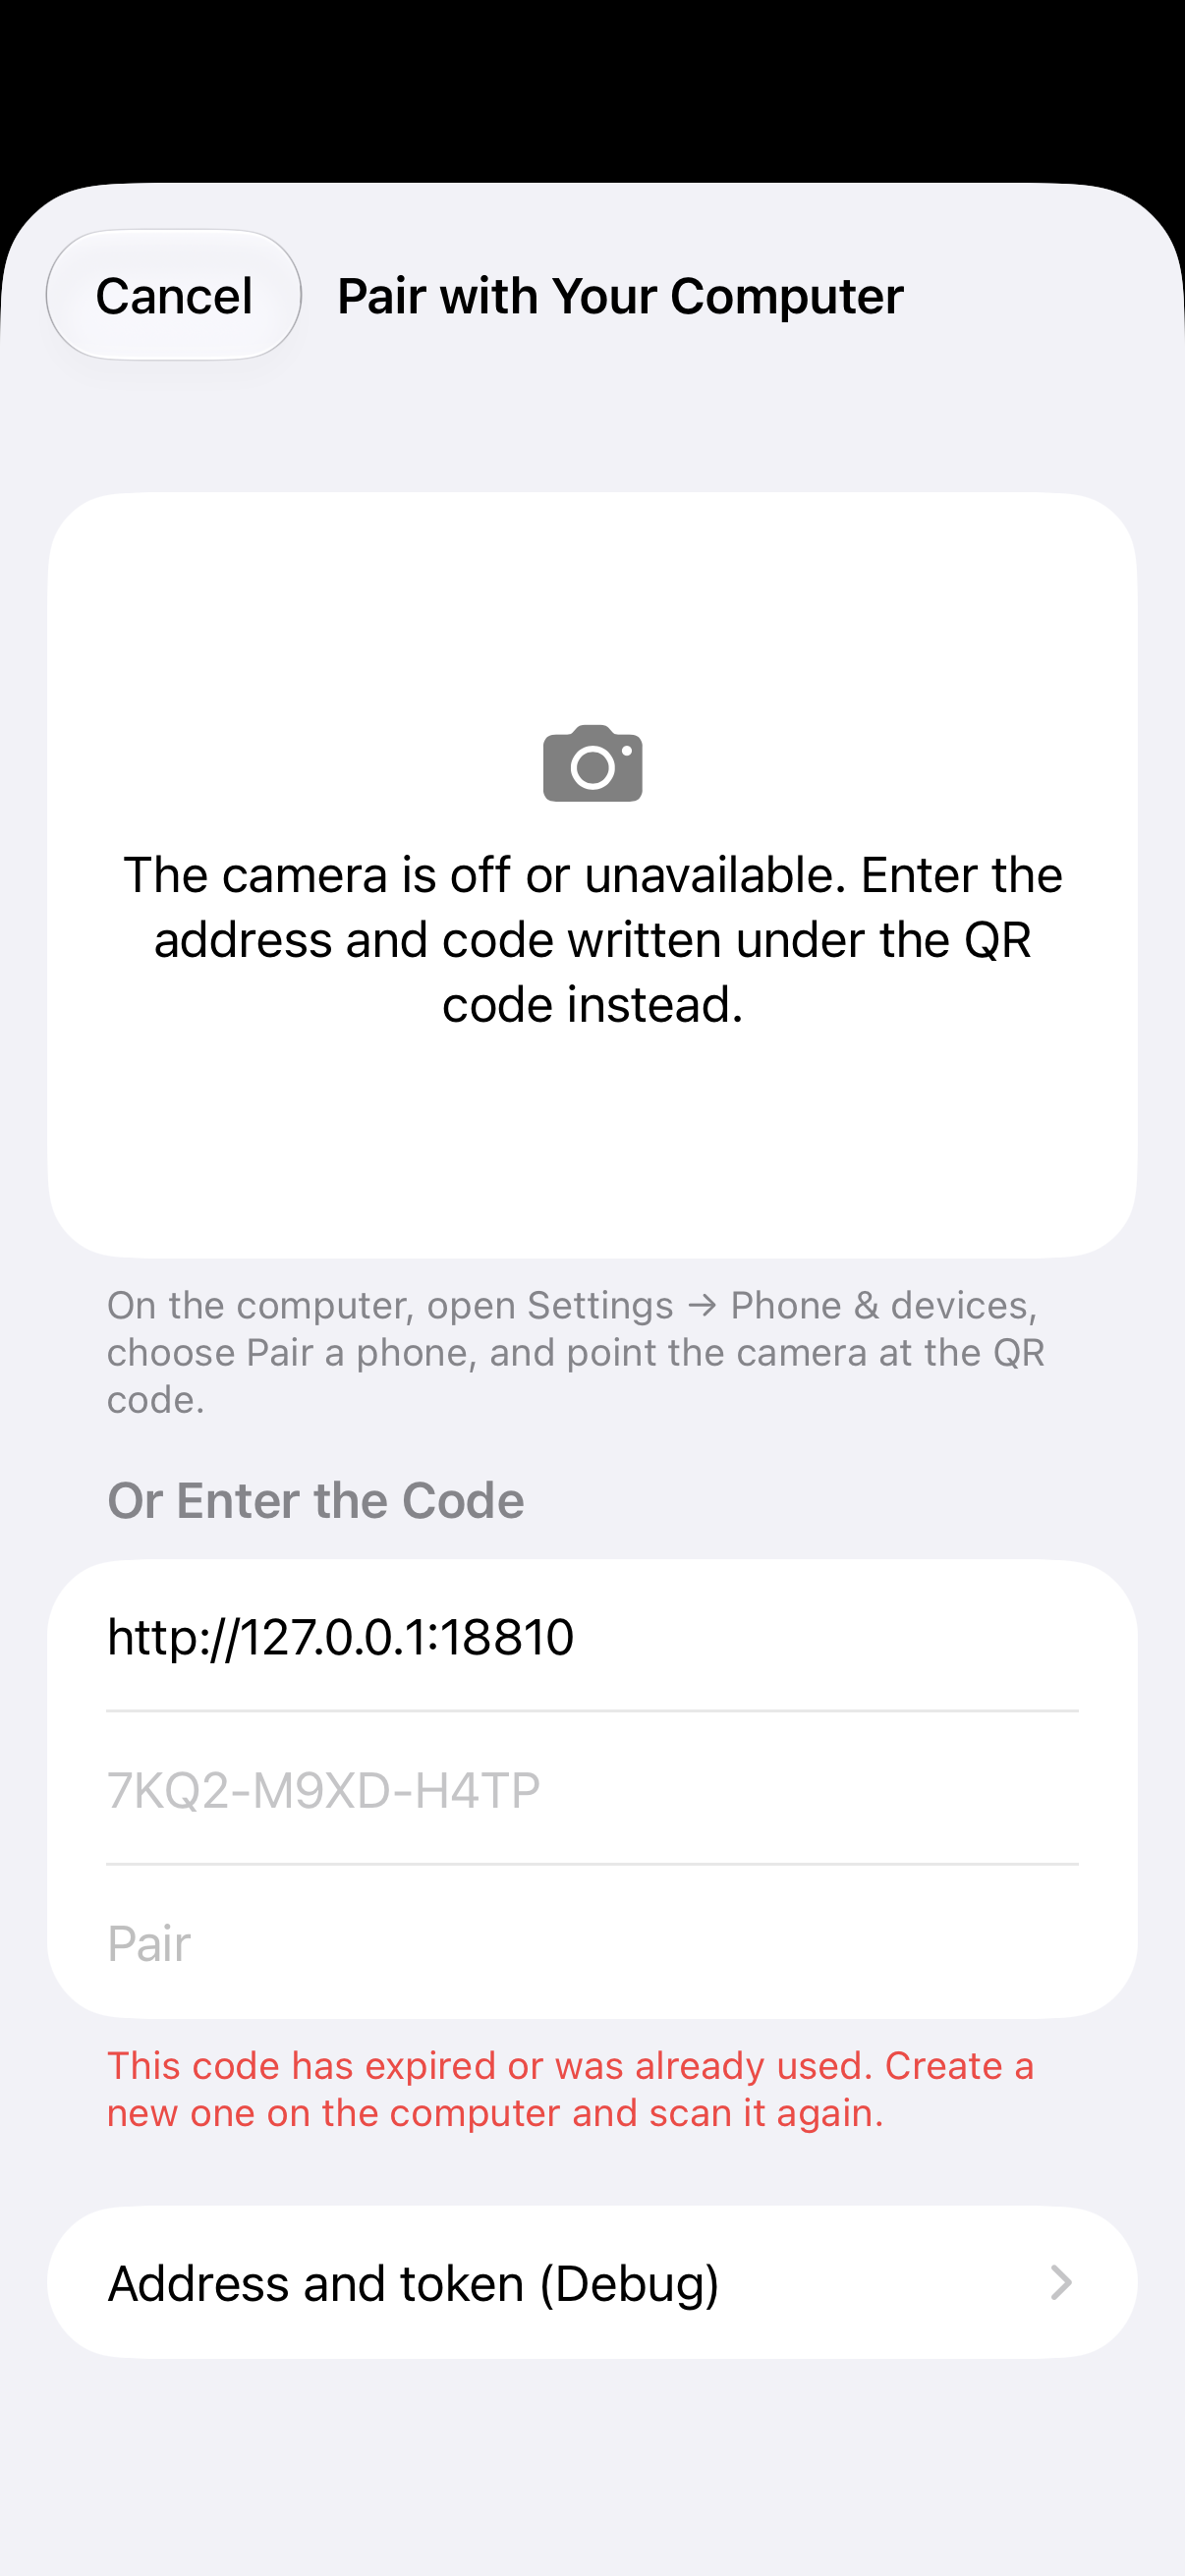 Cancel
Pair with Your Computer
The camera is off or unavailable. Enter the
address and code written under the QR
code instead.
On the computer, open Settings → Phone & devices,
choose Pair a phone, and point the camera at the QR
code.
Or Enter the Code
http://127.0.0.1:18810
7KQ2-M9XD-H4TP
Pair
This code has expired or was already used. Create a
new one on the computer and scan it again.
Address and token (Debug)